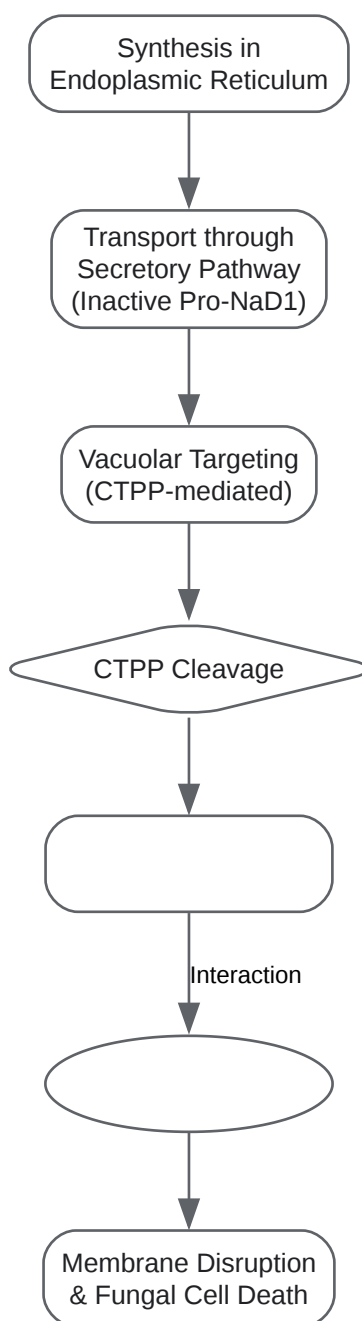 Synthesis in
Endoplasmic Reticulum
Transport through
Secretory Pathway
(Inactive Pro-NaD1)
Vacuolar Targeting
(CTPP-mediated)
CTPP Cleavage
Interaction
Membrane Disruption
& Fungal Cell Death